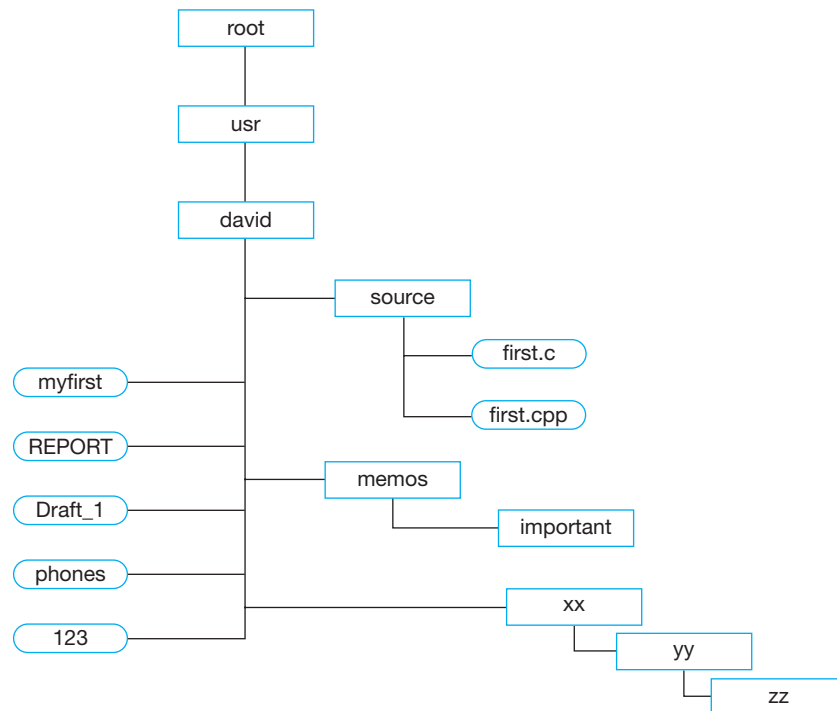 root
usr
david
source
first.c
myfirst
first.cpp
REPORT
memos
Draft_1
important
phones
xx
123
yy
zz